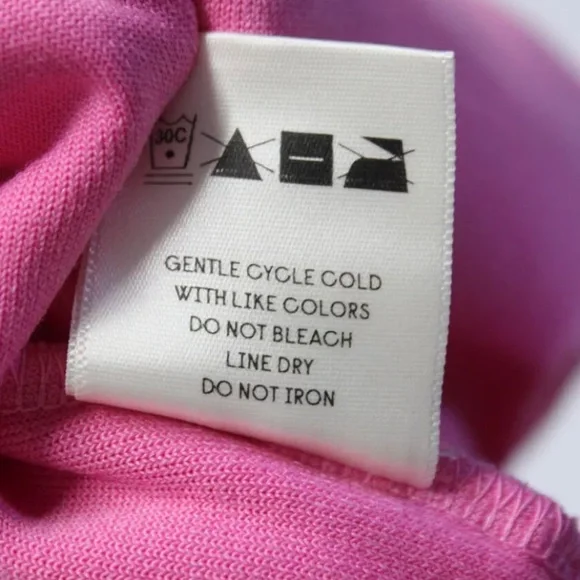 30C
GENTLE CYCLE COLD
WITH LIKE COLORS
DO NOT BLEACH
LINE DRY
DO NOT IRON